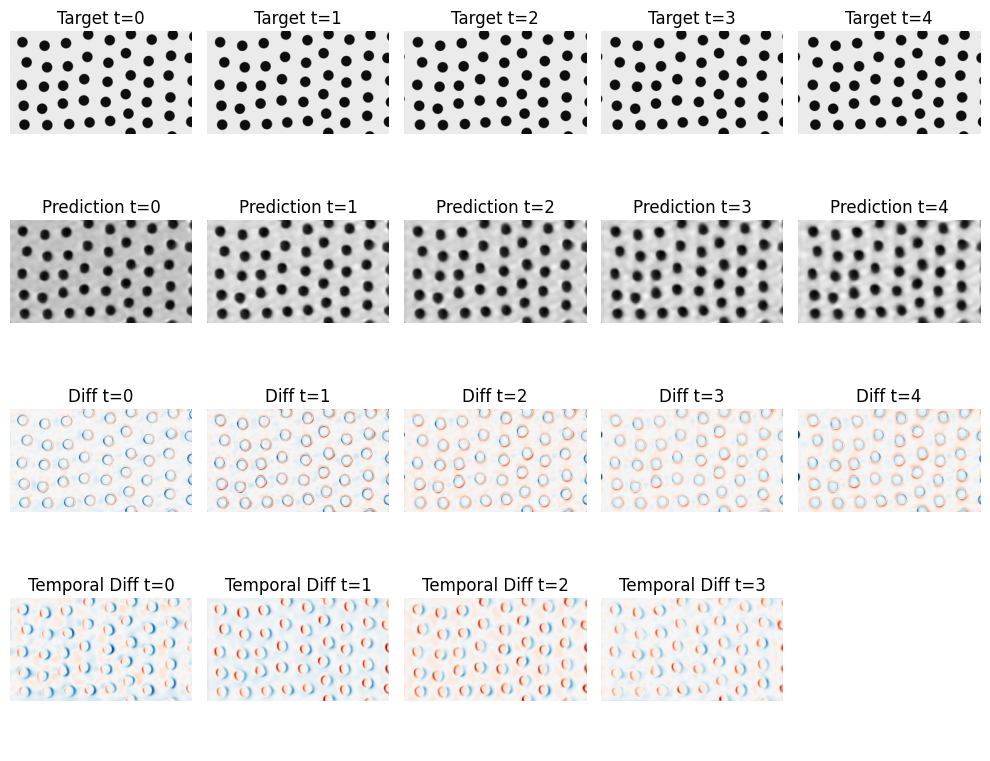 Target t=0 Target t=1 Target t=2 Target t=3 Target t=4
Prediction t=0 Prediction t=1 Prediction t=2 Prediction t=3 Prediction t=4
Diff t=0 Diff t=1 Diff t=2 Diff t=3 Diff t=4
Temporal Diff t=0 Temporal Diff t=1 Temporal Diff t=2 Temporal Diff t=3